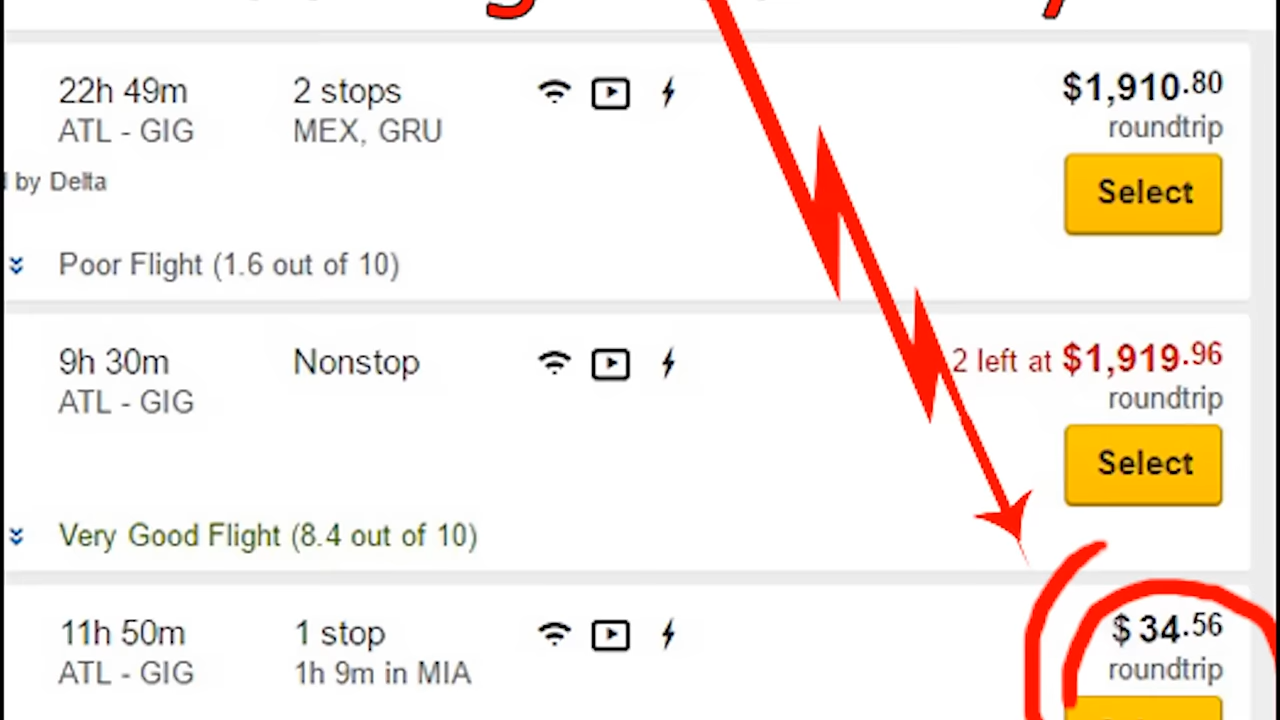 22h 49m 2 stops $1,910.80
ATL - GIG MEX, GRU roundtrip
by Delta
Select
Poor Flight (1.6 out of 10)
9h 30m Nonstop 2 left at $1,919.96
ATL - GIG roundtrip
Select
Very Good Flight (8.4 out of 10)
11h 50m 1 stop $34.56
ATL - GIG 1h 9m in MIA roundtrip